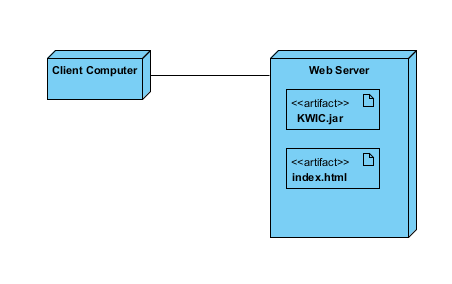 Client Computer
Web Server
<<artifact>>
KWIC.jar
<<artifact>>
index.html